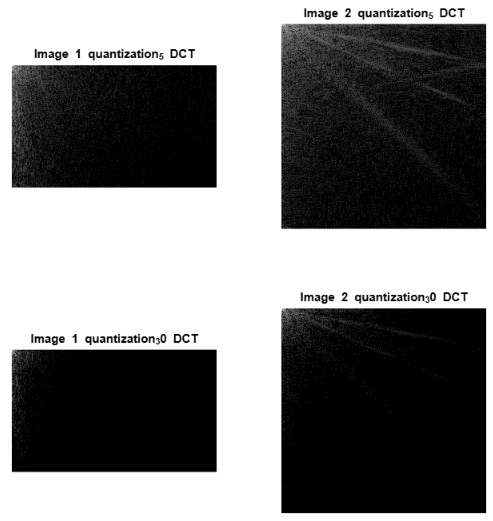 Image 1 quantization₅ DCT
Image 2 quantization₅ DCT
Image 1 quantization₃0 DCT
Image 2 quantization₃0 DCT